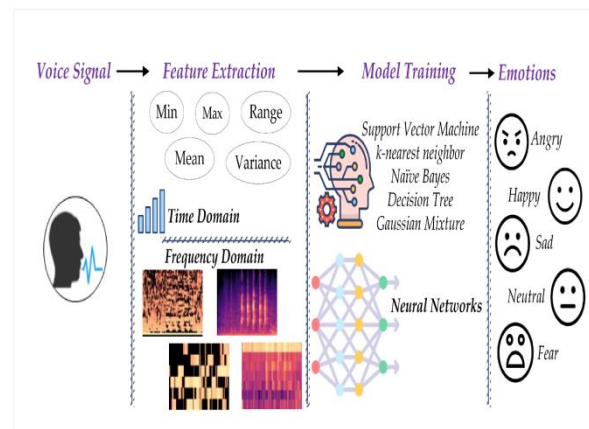 Voice Signal
Feature Extraction
Model Training
Emotions
Min
Max
Range
Mean
Variance
Time Domain
Frequency Domain
Support Vector Machine
k-nearest neighbor
Naïve Bayes
Decision Tree
Gaussian Mixture
Neural Networks
Angry
Happy
Sad
Neutral
Fear